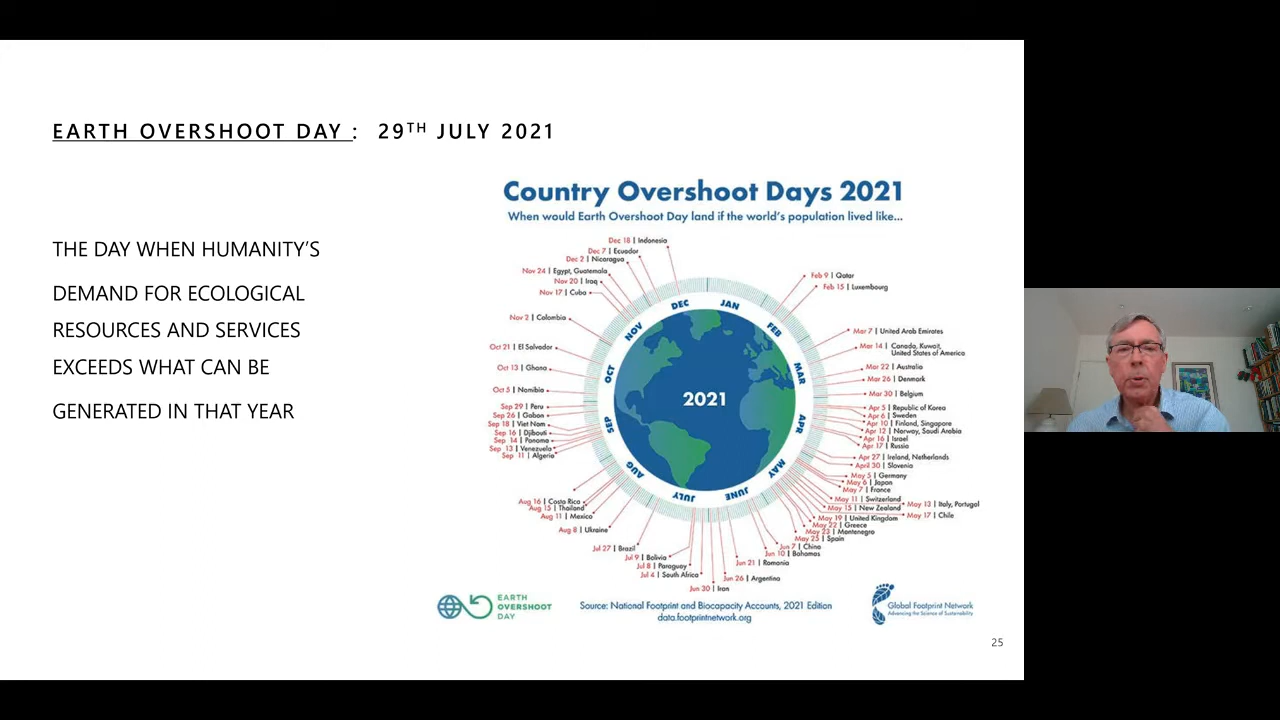 EARTH OVERSHOOT DAY : 29TH JULY 2021
THE DAY WHEN HUMANITY'S
DEMAND FOR ECOLOGICAL
RESOURCES AND SERVICES
EXCEEDS WHAT CAN BE
GENERATED IN THAT YEAR
Country Overshoot Days 2021
When would Earth Overshoot Day land if the world's population lived like...
Dec 18 | Indonesia
Dec 7 | Ecuador
Dec 2 | Nicaragua
Nov 24 | Egypt, Guatemala
Nov 20 | Iraq
Nov 17 | Cuba
Nov 2 | Colombia
Oct 21 | El Salvador
Oct 13 | Ghana
Oct 5 | Namibia
Sep 29 | Peru
Sep 26 | Gabon
Sep 18 | Viet Nam
Sep 16 | Djibouti
Sep 14 | Panama
Sep 13 | Venezuela
Sep 11 | Algeria
Aug 16 | Costa Rica
Aug 15 | Thailand
Aug 11 | Mexico
Aug 8 | Ukraine
Jul 27 | Brazil
Jul 9 | Bolivia
Jul 8 | Paraguay
Jul 4 | South Africa
Jun 30 | Iran
Feb 9 | Qatar
Feb 15 | Luxembourg
Mar 7 | United Arab Emirates
Mar 14 | Canada, Kuwait,
United States of America
Mar 22 | Australia
Mar 26 | Denmark
Mar 30 | Belgium
Apr 5 | Republic of Korea
Apr 6 | Sweden
Apr 10 | Finland, Singapore
Apr 12 | Norway, Saudi Arabia
Apr 16 | Israel
Apr 17 | Russia
Apr 27 | Ireland, Netherlands
April 30 | Slovenia
May 5 | Germany
May 6 | Japan
May 7 | France
May 11 | Switzerland
May 13 | Italy, Portugal
May 15 | New Zealand
May 17 | Chile
May 19 | United Kingdom
May 22 | Greece
May 23 | Montenegro
May 25 | Spain
Jun 7 | China
Jun 10 | Bahamas
Jun 21 | Romania
Jun 26 | Argentina
JAN
FEB
MAR
APR
MAY
JUNE
JULY
AUG
SEP
OCT
NOV
DEC
2021
EARTH
OVERSHOOT
DAY
Source: National Footprint and Biocapacity Accounts, 2021 Edition
data.footprintnetwork.org
Global Footprint Network
Advancing the Science of Sustainability
25